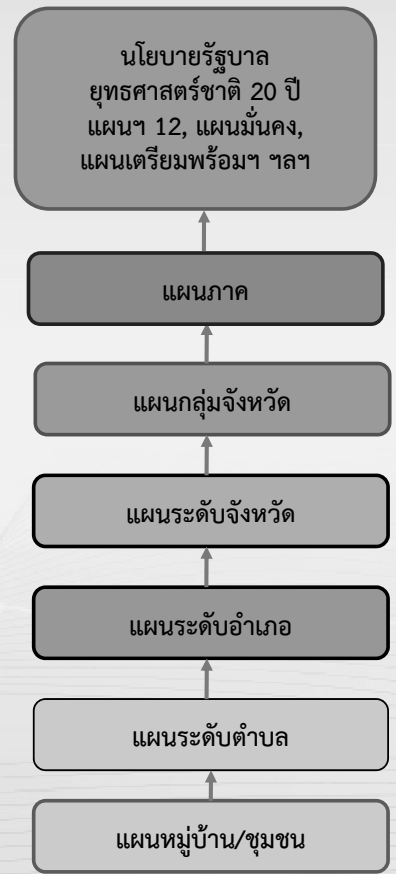 นโยบายรัฐบาล
ยุทธศาสตร์ชาติ 20 ปี
แผนฯ 12, แผนมั่นคง,
แผนเตรียมพร้อมฯ ฯลฯ
แผนภาค
แผนกลุ่มจังหวัด
แผนระดับจังหวัด
แผนระดับอำเภอ
แผนระดับตำบล
แผนหมู่บ้าน/ชุมชน